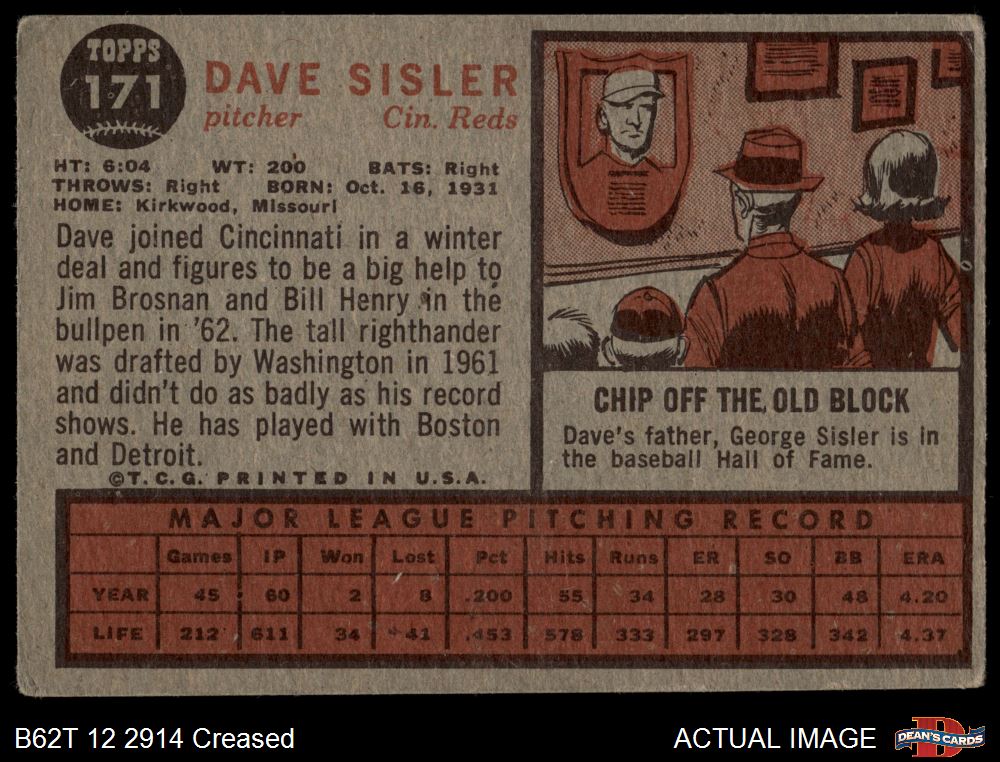 TOPPS
171
DAVE SISLER
pitcher Cin. Reds
HT: 6:04 WT: 200 BATS: Right
THROWS: Right BORN: Oct. 16, 1931
HOME: Kirkwood, Missouri
Dave joined Cincinnati in a winter
deal and figures to be a big help to
Jim Brosnan and Bill Henry in the
bullpen in '62. The tall righthander
was drafted by Washington in 1961
and didn't do as badly as his record
shows. He has played with Boston
and Detroit.
©T.C.G. PRINTED IN U.S.A.
CHIP OFF THE OLD BLOCK
Dave's father, George Sisler is in
the baseball Hall of Fame.
MAJOR LEAGUE PITCHING RECORD
Games IP Won Lost Pct Hits Runs ER SO BB ERA
YEAR 45 60 2 8 .200 55 34 28 30 48 4.20
LIFE 212 611 34 41 .453 578 333 297 328 342 4.37
B62T 12 2914 Creased
ACTUAL IMAGE
D
DEAN'S CARDS